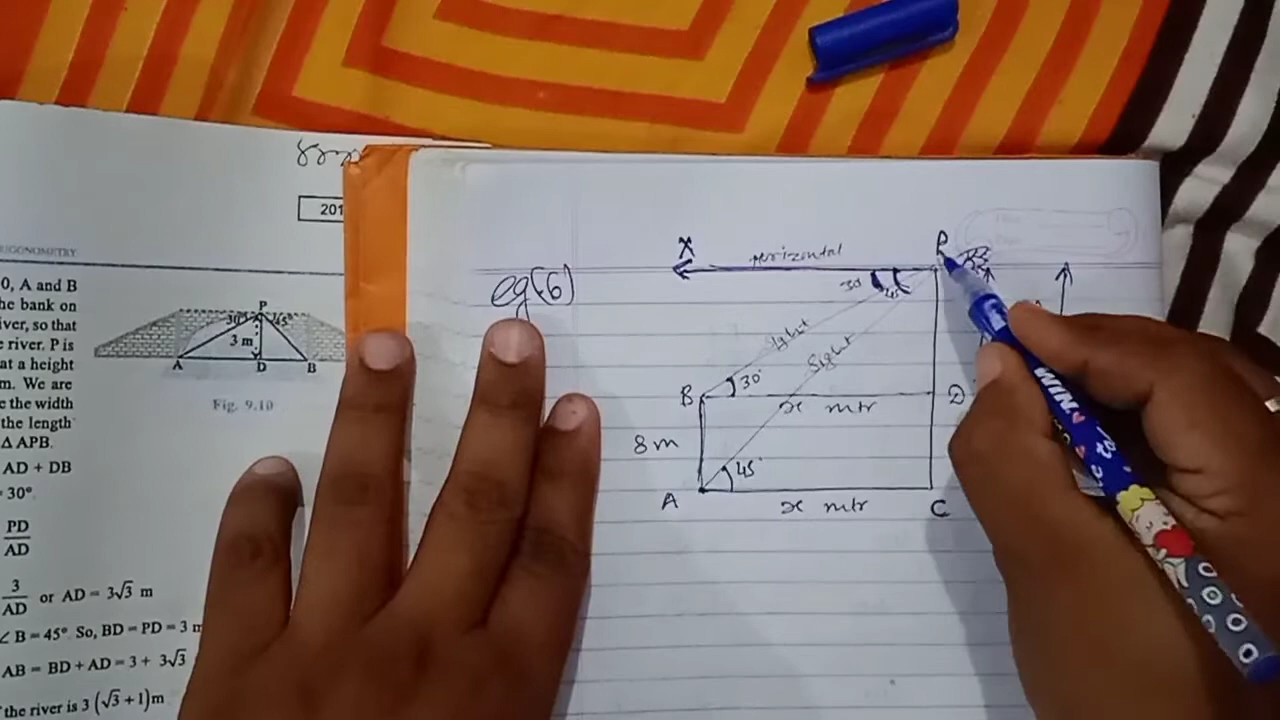 201
TRIGONOMETRY
0, A and B
he bank on
iver, so that
e river. P is
at a height
m. We are
e the width
the length
Δ APB.
AD + DB
= 30°.
PD
AD
3
AD or AD = 3√3 m
∠ B = 45° So, BD = PD = 3 m
AB = BD + AD = 3 + 3√3
the river is 3 (√3 + 1)m
P
30° 45°
3 m
A D B
Fig. 9.10
eg(6)
X horizontal P
30 45
Sight
Sight
B 30° x mtr D
8 m
45°
A x mtr C